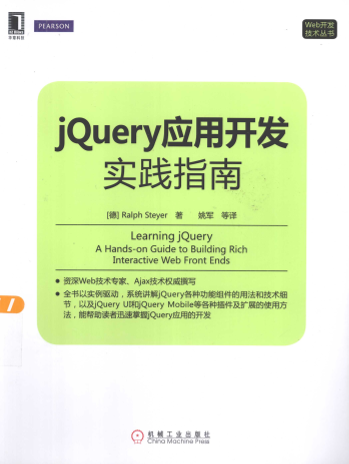 华章科技
PEARSON
Web开发
技术丛书
jQuery应用开发
实践指南
[德] Ralph Steyer 著 姚军 等译
Learning jQuery
A Hands-on Guide to Building Rich
Interactive Web Front Ends
资深Web技术专家、Ajax技术权威撰写
全书以实例驱动，系统讲解jQuery各种功能组件的用法和技术细
节，以及jQuery UI和jQuery Mobile等各种插件及扩展的使用方
法，能帮助读者迅速掌握jQuery应用的开发
机械工业出版社
China Machine Press